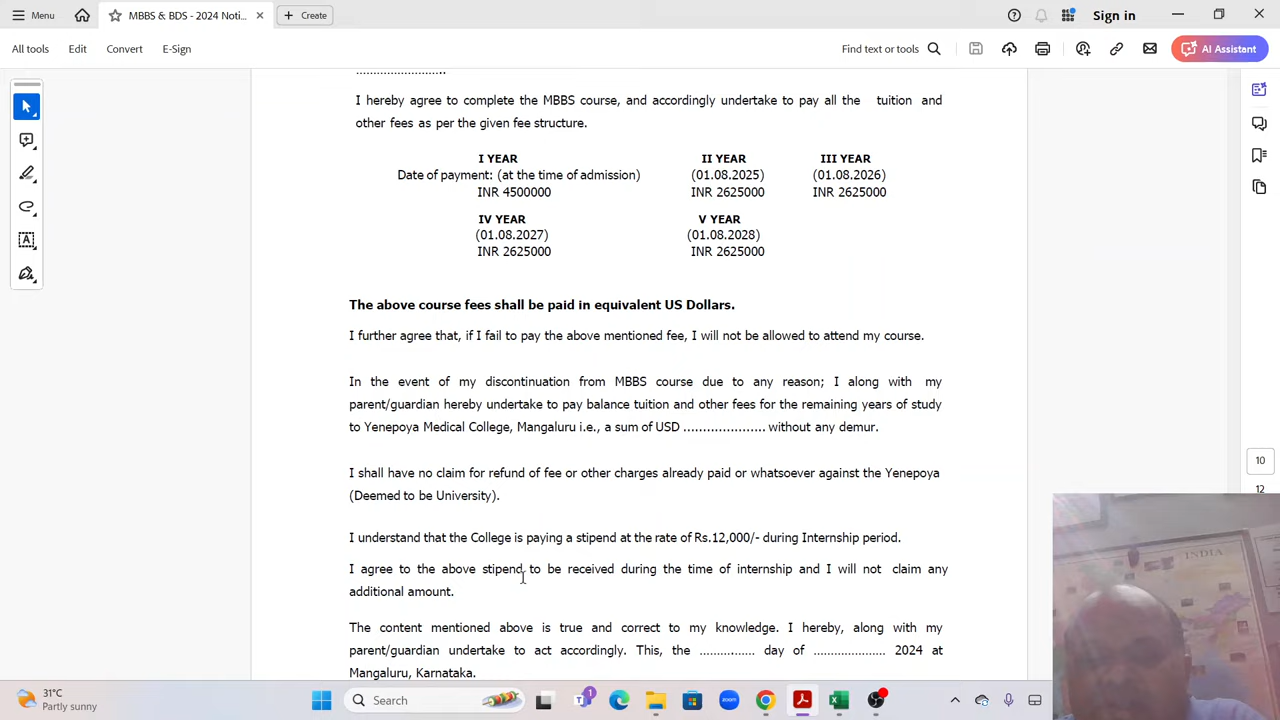 Menu
MBBS & BDS - 2024 Noti...
Create
Sign in
All tools
Edit
Convert
E-Sign
Find text or tools
AI Assistant
I hereby agree to complete the MBBS course, and accordingly undertake to pay all the tuition and
other fees as per the given fee structure.
I YEAR
Date of payment: (at the time of admission)
INR 4500000
II YEAR
(01.08.2025)
INR 2625000
III YEAR
(01.08.2026)
INR 2625000
IV YEAR
(01.08.2027)
INR 2625000
V YEAR
(01.08.2028)
INR 2625000
The above course fees shall be paid in equivalent US Dollars.
I further agree that, if I fail to pay the above mentioned fee, I will not be allowed to attend my course.
In the event of my discontinuation from MBBS course due to any reason; I along with my
parent/guardian hereby undertake to pay balance tuition and other fees for the remaining years of study
to Yenepoya Medical College, Mangaluru i.e., a sum of USD ..................... without any demur.
I shall have no claim for refund of fee or other charges already paid or whatsoever against the Yenepoya
(Deemed to be University).
I understand that the College is paying a stipend at the rate of Rs.12,000/- during Internship period.
I agree to the above stipend to be received during the time of internship and I will not claim any
additional amount.
The content mentioned above is true and correct to my knowledge. I hereby, along with my
parent/guardian undertake to act accordingly. This, the .............. day of .................. 2024 at
Mangaluru, Karnataka.
10
12
INDIA
31°C
Partly sunny
Search
1
zoom